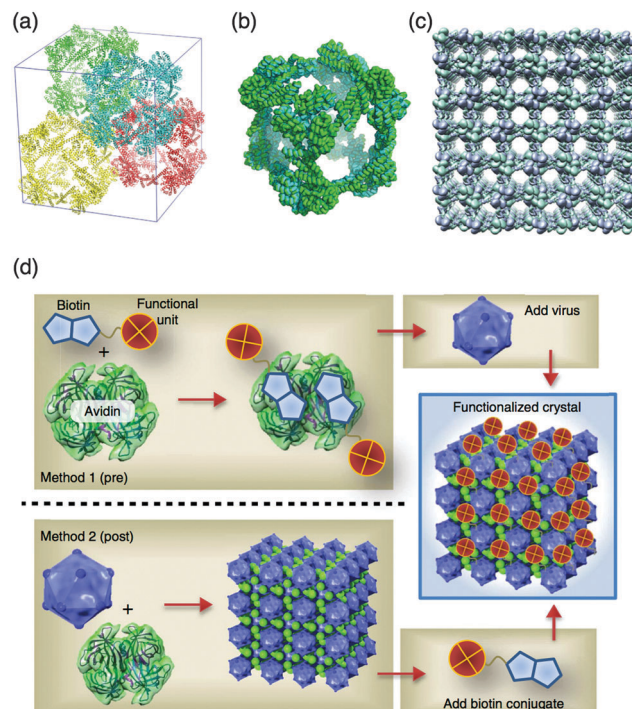 (a)
(b)
(c)
(d)
Biotin
Functional
unit
+
Avidin
Method 1 (pre)
Add virus
Functionalized crystal
Method 2 (post)
+
Add biotin conjugate